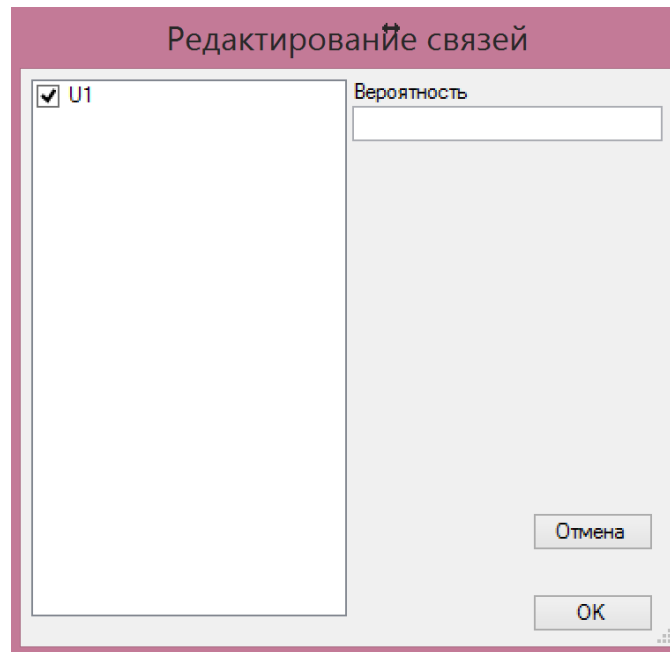 Редактирование связей
U1
Вероятность
Отмена
OK